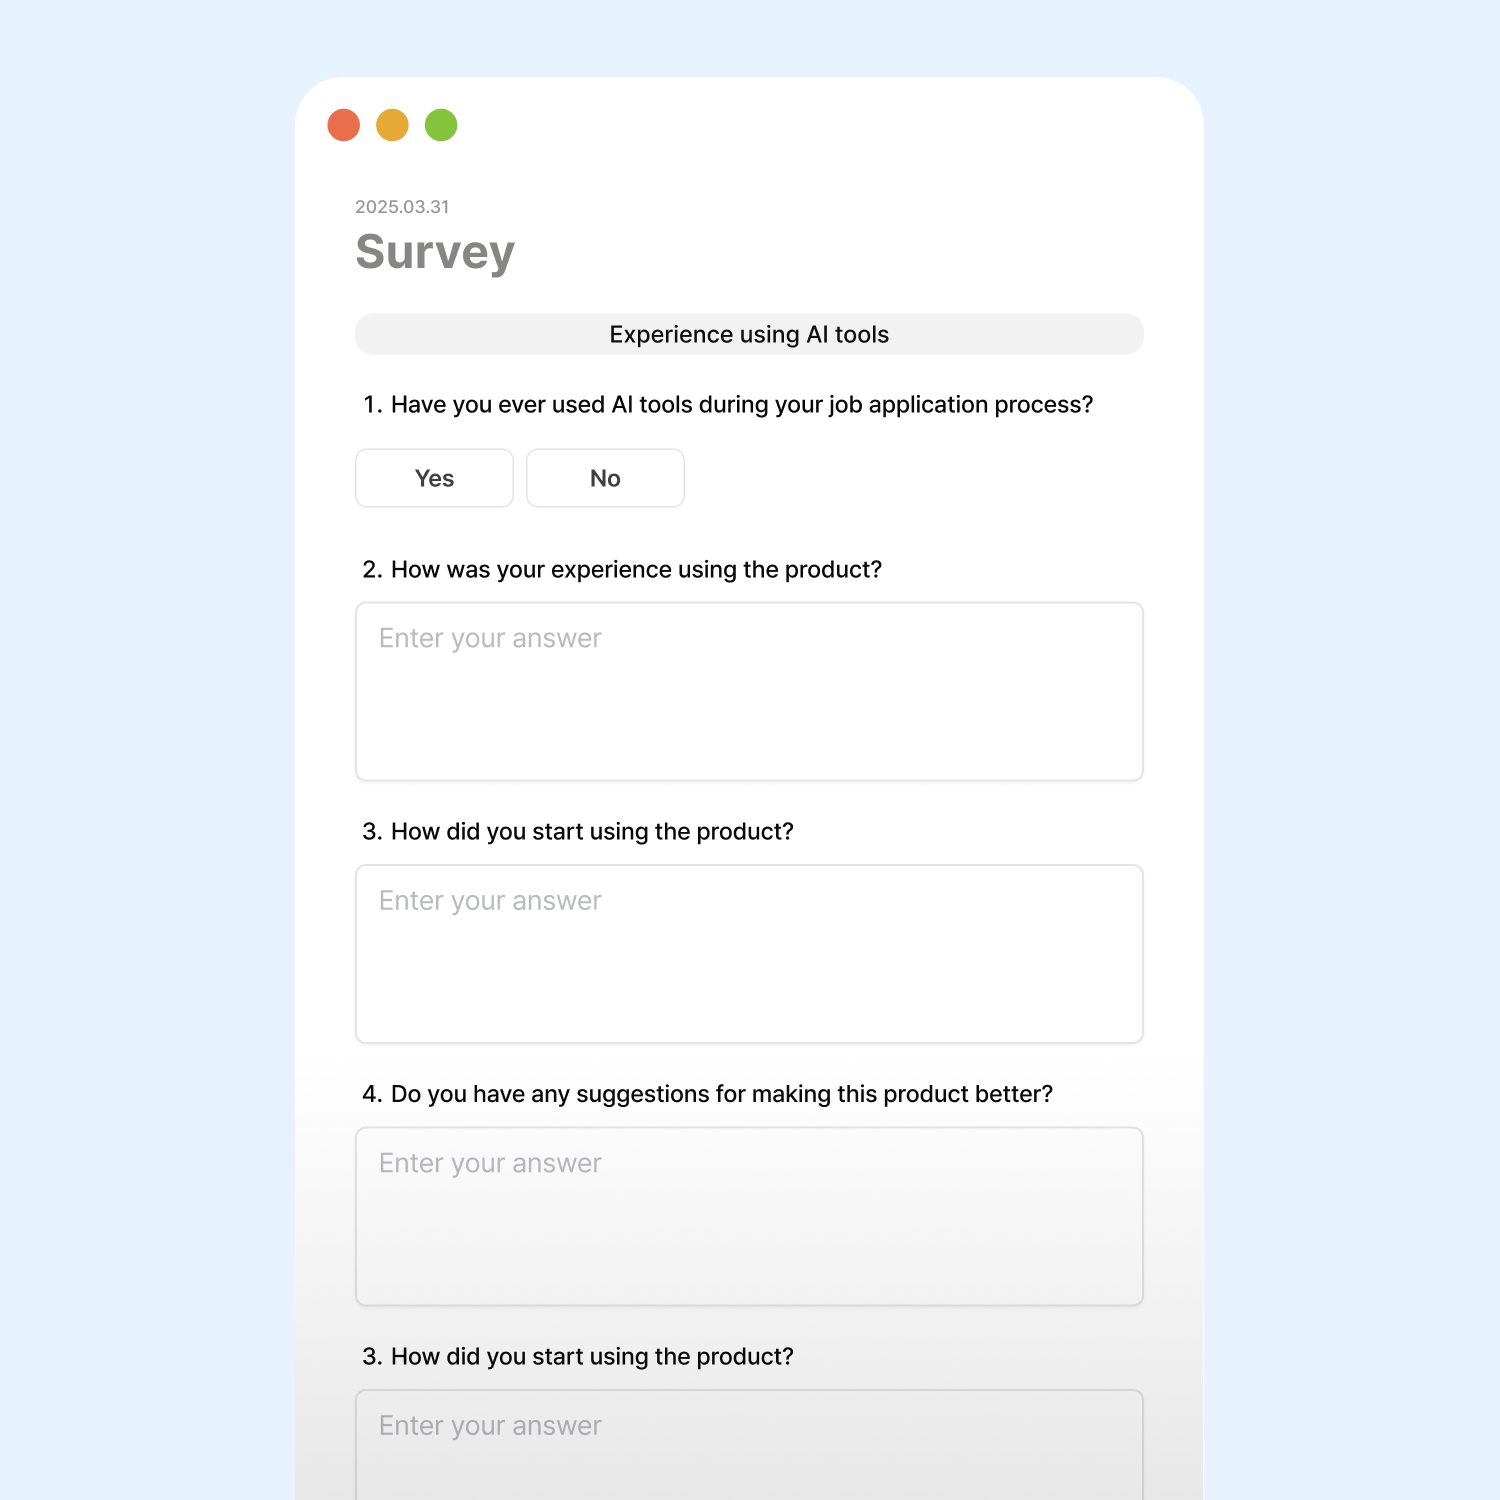 2025.03.31
Survey
Experience using AI tools
1. Have you ever used AI tools during your job application process?
Yes No
2. How was your experience using the product?
Enter your answer
3. How did you start using the product?
Enter your answer
4. Do you have any suggestions for making this product better?
Enter your answer
3. How did you start using the product?
Enter your answer